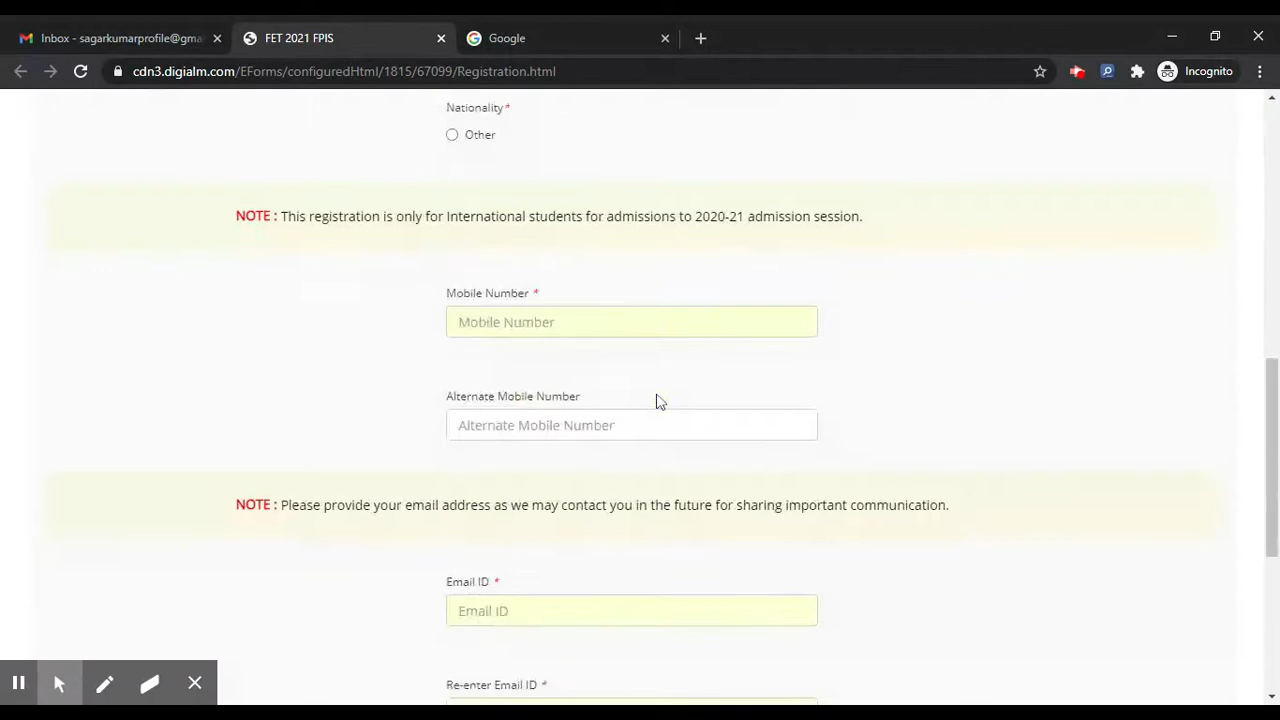 Inbox - sagarkumarprofile@gma
FET 2021 FPIS
Google
cdn3.digialm.com/EForms/configuredHtml/1815/67099/Registration.html
Incognito
Nationality*
Other
NOTE : This registration is only for International students for admissions to 2020-21 admission session.
Mobile Number *
Mobile Number
Alternate Mobile Number
Alternate Mobile Number
NOTE : Please provide your email address as we may contact you in the future for sharing important communication.
Email ID *
Email ID
Re-enter Email ID *